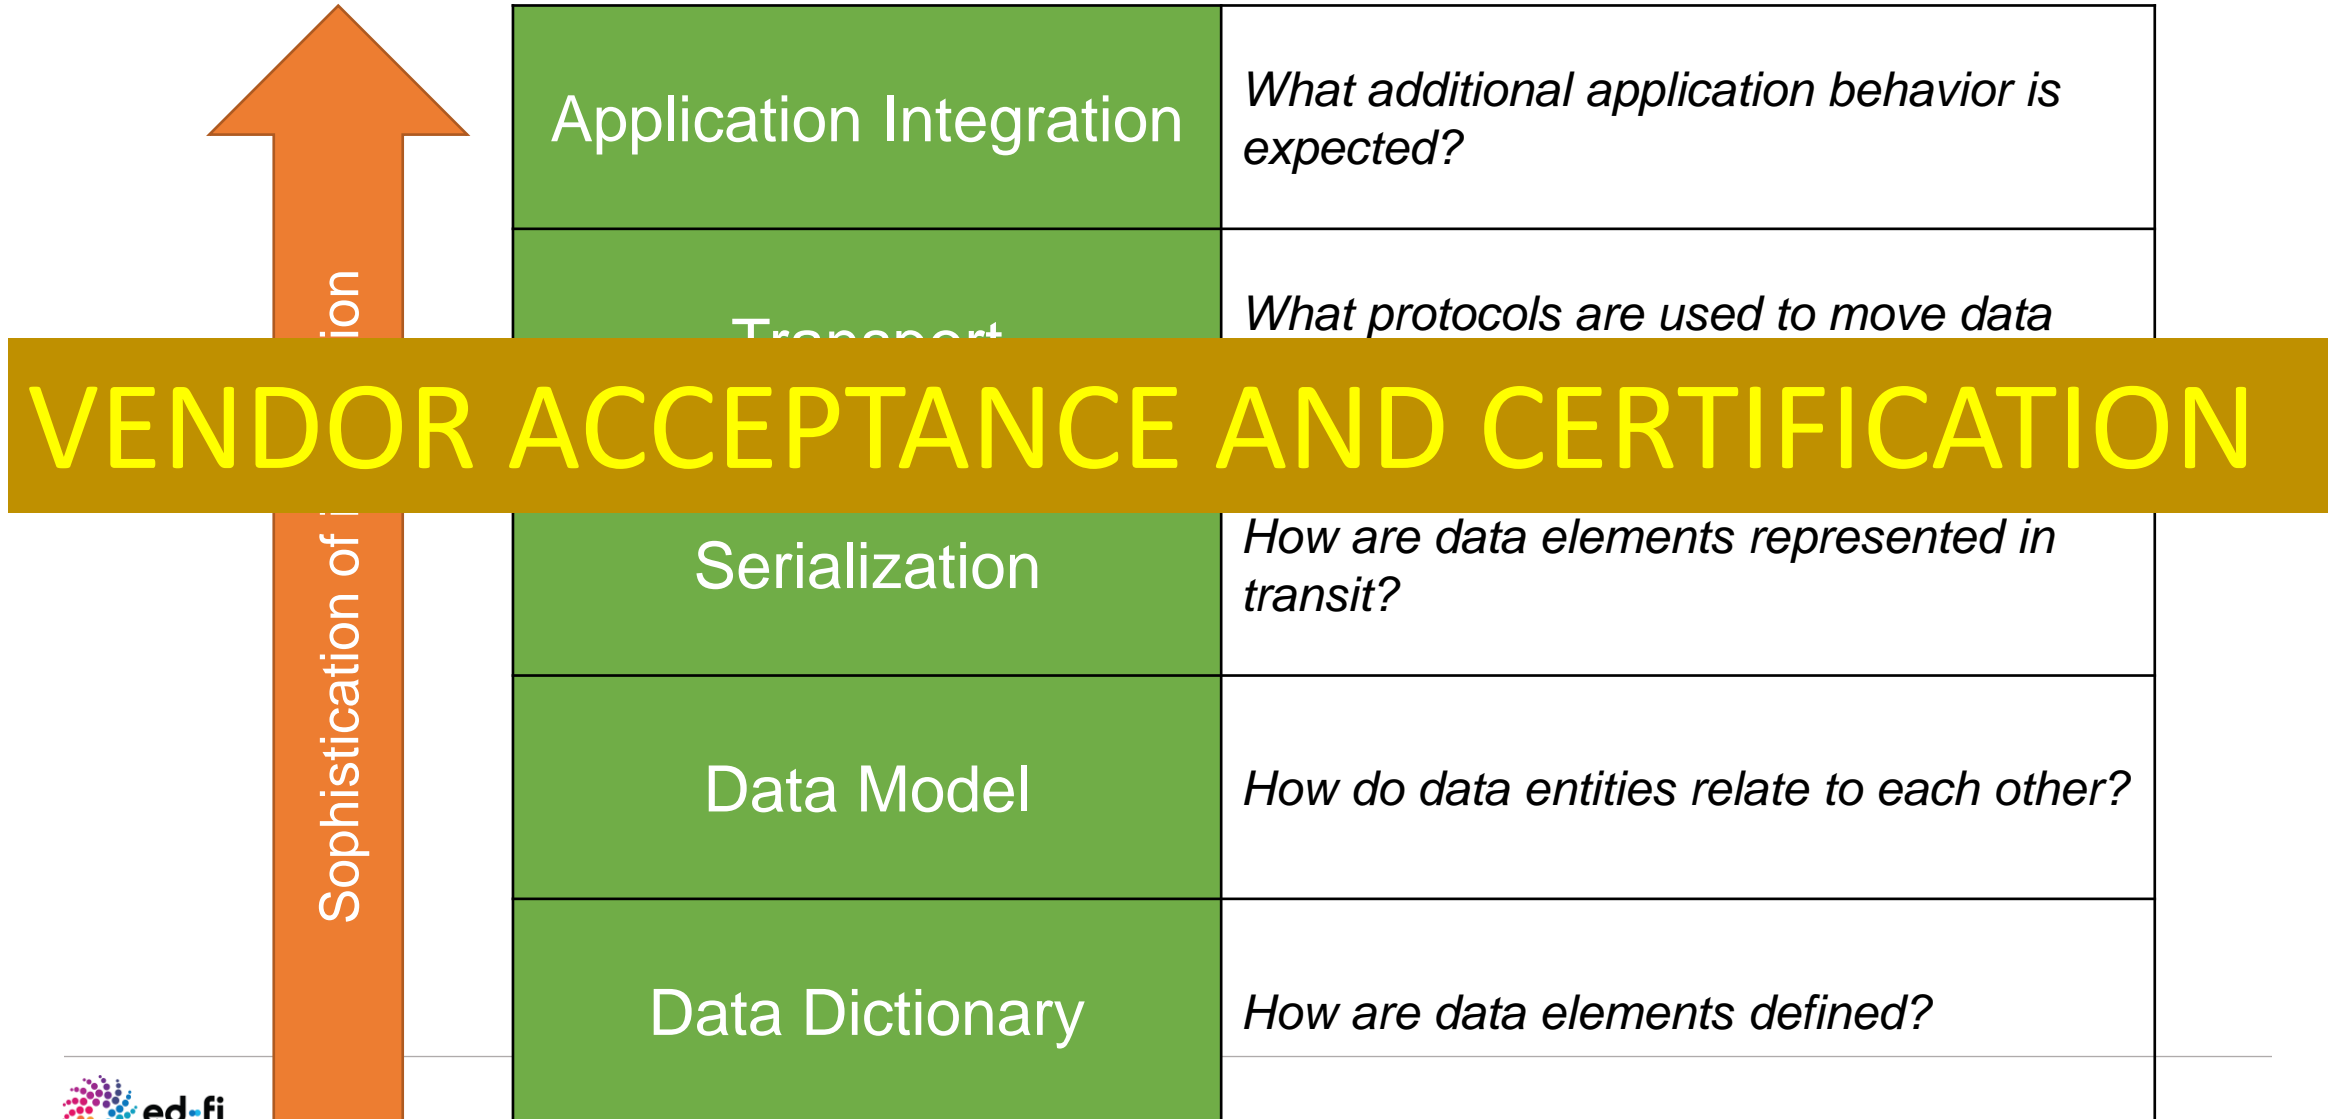 Application Integration
What additional application behavior is
expected?
Transport
What protocols are used to move data
VENDOR ACCEPTANCE AND CERTIFICATION
Serialization
How are data elements represented in
transit?
Sophistication of
Data Model
How do data entities relate to each other?
Data Dictionary
How are data elements defined?
ed-fi